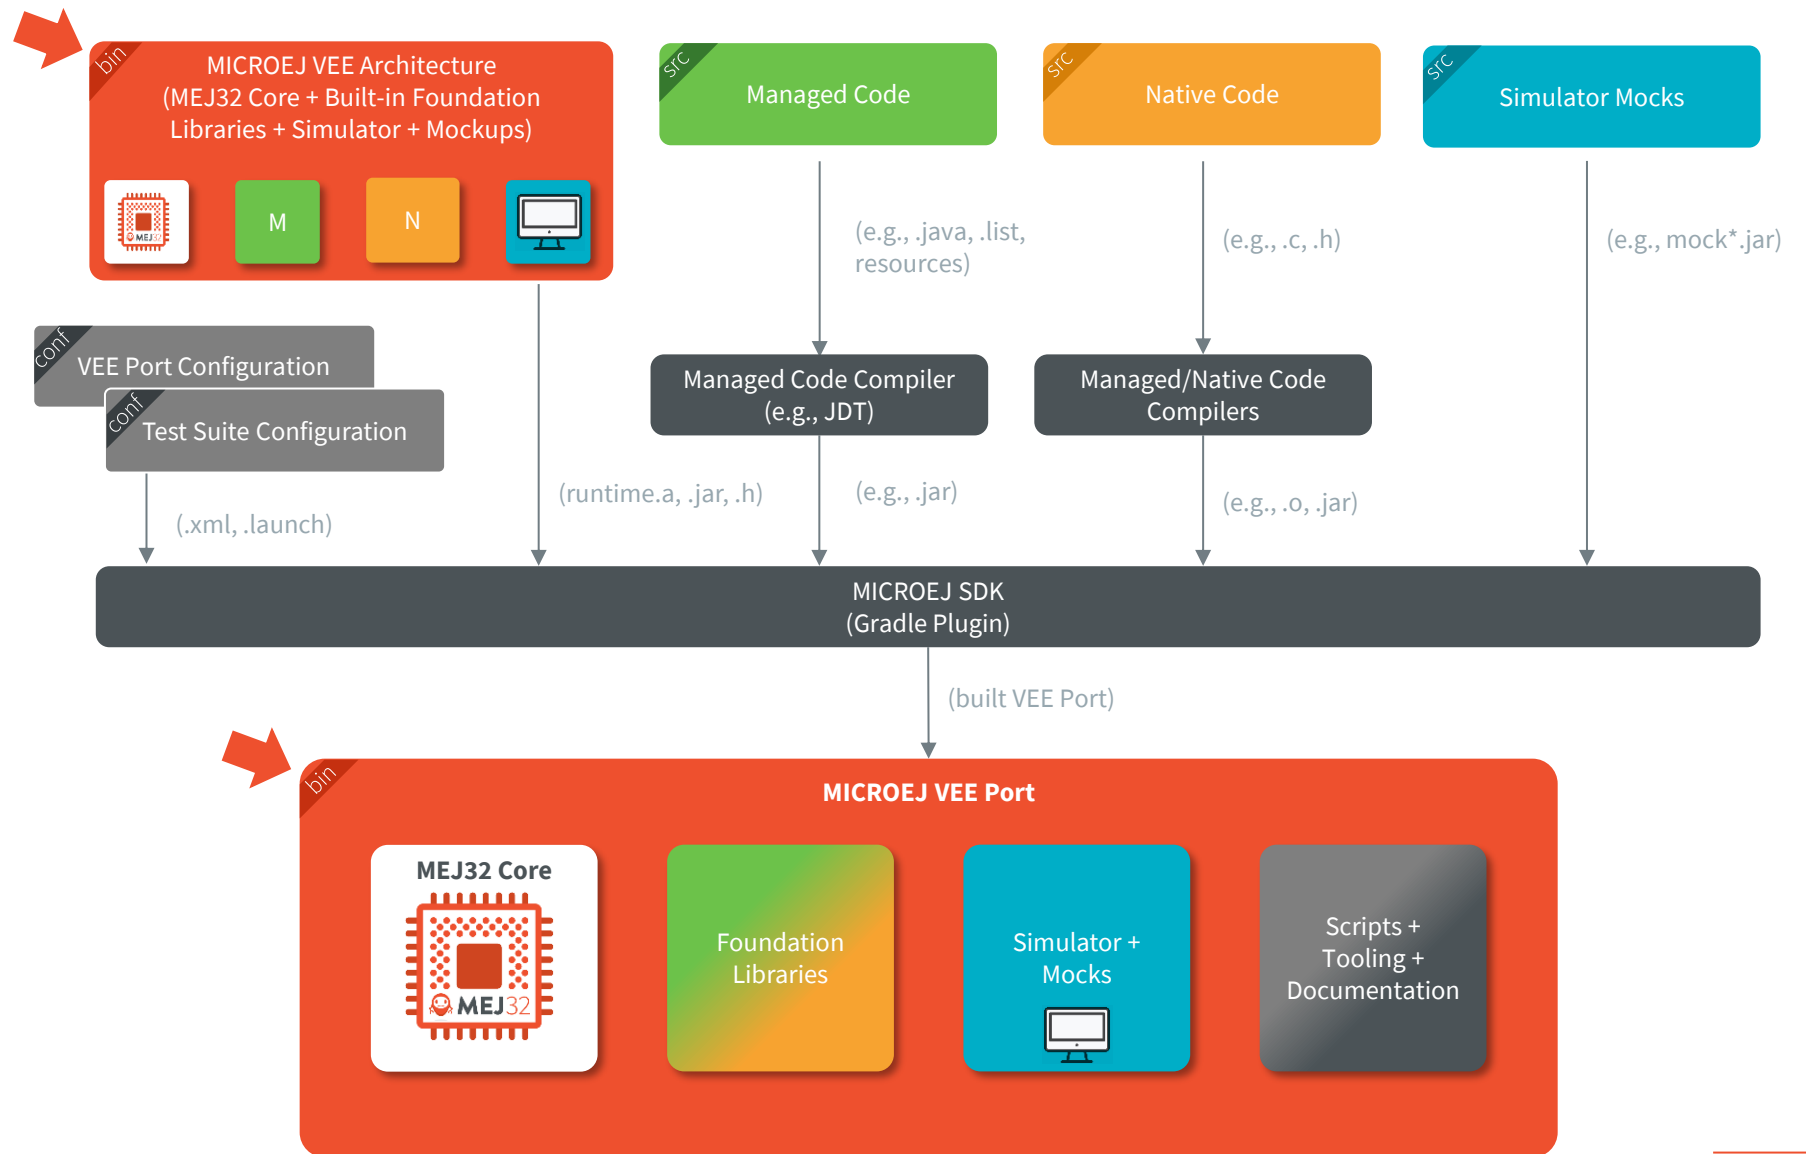 bin
MICROEJ VEE Architecture
(MEJ32 Core + Built-in Foundation
Libraries + Simulator + Mockups)
MEJ32
M
N
src
Managed Code
src
Native Code
src
Simulator Mocks
(e.g., .java, .list,
resources)
(e.g., .c, .h)
(e.g., mock*.jar)
conf
VEE Port Configuration
conf
Test Suite Configuration
Managed Code Compiler
(e.g., JDT)
Managed/Native Code
Compilers
(.xml, .launch)
(runtime.a, .jar, .h)
(e.g., .jar)
(e.g., .o, .jar)
MICROEJ SDK
(Gradle Plugin)
(built VEE Port)
bin
MICROEJ VEE Port
MEJ32 Core
MEJ32
Foundation
Libraries
Simulator +
Mocks
Scripts +
Tooling +
Documentation